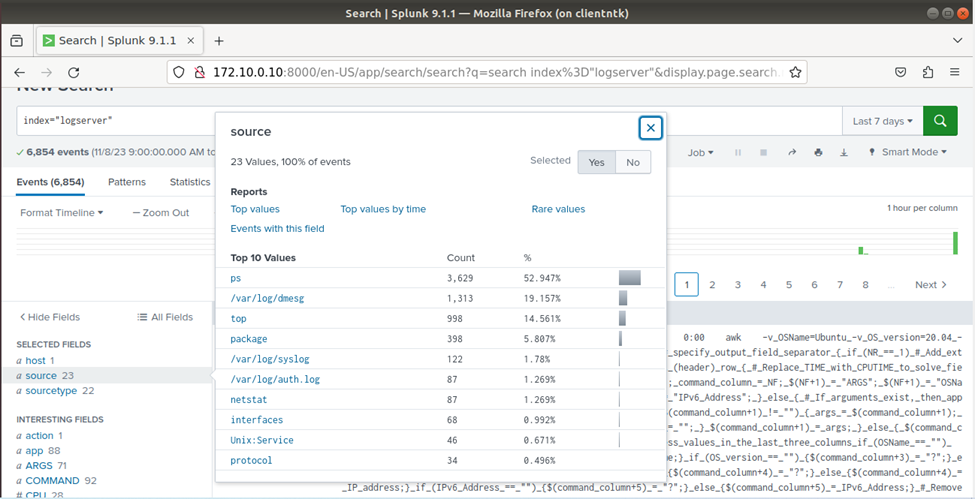 Search | Splunk 9.1.1 — Mozilla Firefox (on clientntk)
Search | Splunk 9.1.1 × +
172.10.0.10:8000/en-US/app/search/search?q=search index%3D"logserver"&display.page.search.
New Search
index="logserver"
Last 7 days
✓ 6,854 events (11/8/23 9:00:00.000 AM to
Job
Smart Mode
Events (6,854) Patterns Statistics
Format Timeline — Zoom Out
1 hour per column
source
23 Values, 100% of events
Selected Yes No
Reports
Top values Top values by time Rare values
Events with this field
Top 10 Values Count %
ps 3,629 52.947%
/var/log/dmesg 1,313 19.157%
top 998 14.561%
package 398 5.807%
/var/log/syslog 122 1.78%
/var/log/auth.log 87 1.269%
netstat 87 1.269%
interfaces 68 0.992%
Unix:Service 46 0.671%
protocol 34 0.496%
1 2 3 4 5 6 7 8 ... Next >
< Hide Fields All Fields
SELECTED FIELDS
a host 1
a source 23
a sourcetype 22
INTERESTING FIELDS
a action 1
a app 88
a ARGS 71
a COMMAND 92
# CPU 28
0:00 awk -v_OSName=Ubuntu_-v_OS_version=20.04_-
_specify_output_field_separator_{_if_(NR_==_1)_#_Add_ext
_(header)_row_{_#_Replace_TIME_with_CPUTIME_to_solve_fie
;_command_column_=_NF;_$(NF+1)_=_"ARGS";_$(NF+1)_=_"OSNa
_"IPv6_Address";_}_else_{_#_If_arguments_exist,_then_app
$(command_column+1)_!=_""){_args_=_$(command_column+1);_
=_"";_}_$(command_column+1)_=_args;_}_else_{_$(command_c
ss_values_in_the_last_three_columns_if_(OSName_==_"")_
e;}_if_(OS_version_==_"")_{$(command_column+3)_=_"?";}_e
{$(command_column+4)_=_"?";}_else_{$(command_column+4)_=
_IP_address;}_if_(IPv6_Address_==_"")_{$(command_column+5)_=_"?";}_else_{$(command_column+5)_=_IPv6_Address;}_#_Remove